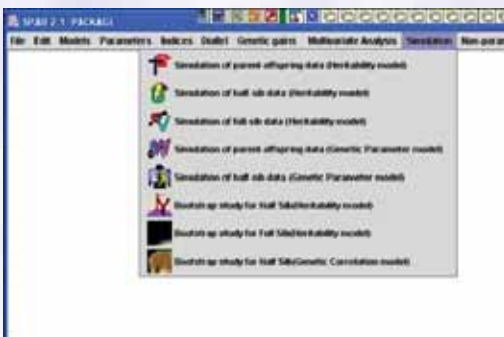 SPAB 2.1 PACKAGE
File Edit Models Parameters Indices Diallel Genetic gains Multivariate Analysis Simulation Non-param
Simulation of parent offspring data (Heritability model)
Simulation of half sib data (Heritability model)
Simulation of full sib data (Heritability model)
Simulation of parent offspring data (Genetic Parameter model)
Simulation of half sib data (Genetic Parameter model)
Bootstrap study for Half Sib(Heritability model)
Bootstrap study for Full Sib(Heritability model)
Bootstrap study for Half Sib(Genetic Correlation model)